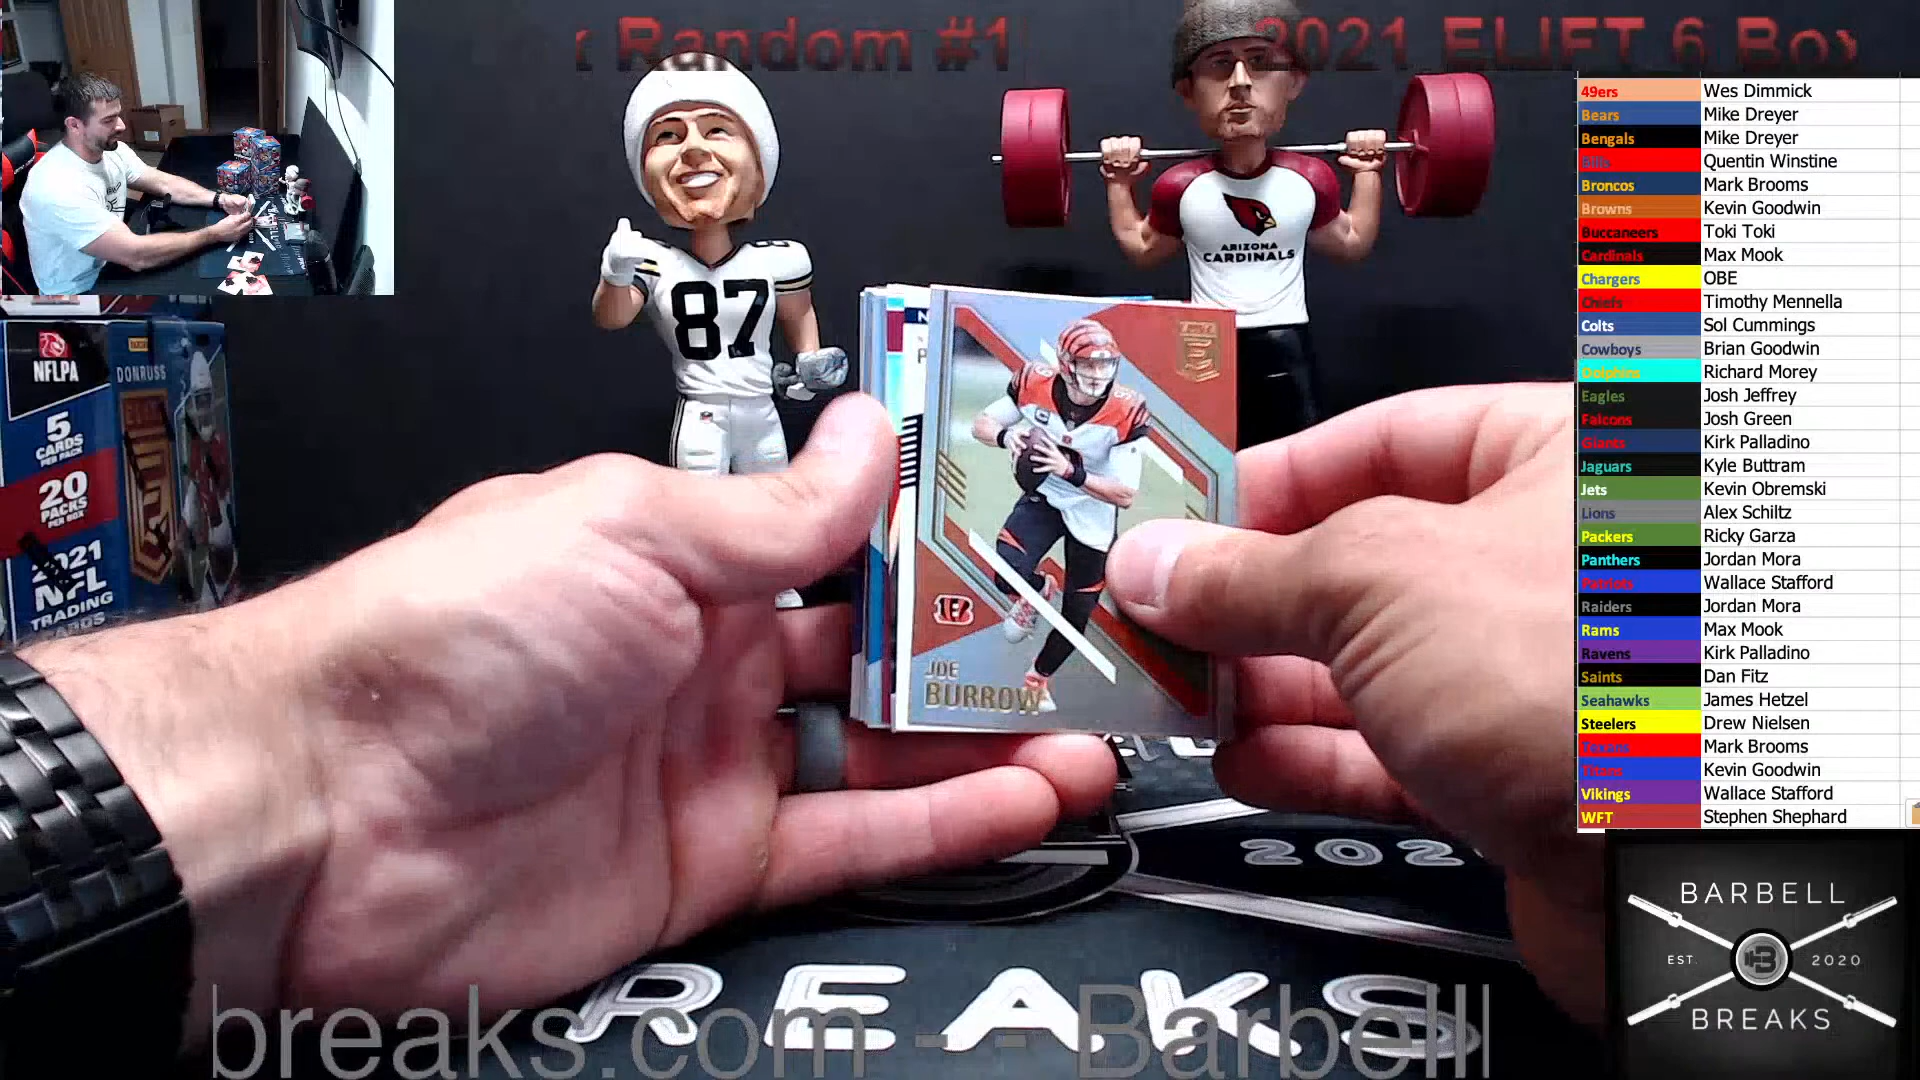 r Random #1
2021 ELIET 6 Box
49ers Wes Dimmick
Bears Mike Dreyer
Bengals Mike Dreyer
Bills Quentin Winstine
Broncos Mark Brooms
Browns Kevin Goodwin
Buccaneers Toki Toki
Cardinals Max Mook
Chargers OBE
Chiefs Timothy Mennella
Colts Sol Cummings
Cowboys Brian Goodwin
Dolphins Richard Morey
Eagles Josh Jeffrey
Falcons Josh Green
Giants Kirk Palladino
Jaguars Kyle Buttram
Jets Kevin Obremski
Lions Alex Schiltz
Packers Ricky Garza
Panthers Jordan Mora
Patriots Wallace Stafford
Raiders Jordan Mora
Rams Max Mook
Ravens Kirk Palladino
Saints Dan Fitz
Seahawks James Hetzel
Steelers Drew Nielsen
Texans Mark Brooms
Titans Kevin Goodwin
Vikings Wallace Stafford
WFT Stephen Shephard
87
ARIZONA
CARDINALS
NFLPA
DONRUSS
ELITE
5
CARDS
PER PACK
20
PACKS
PER BOX
2021
NFL
TRADING
CARDS
JOE
BURROW
202
REAKS
breaks.com - - Barbell
BARBELL
EST. 2020
BREAKS